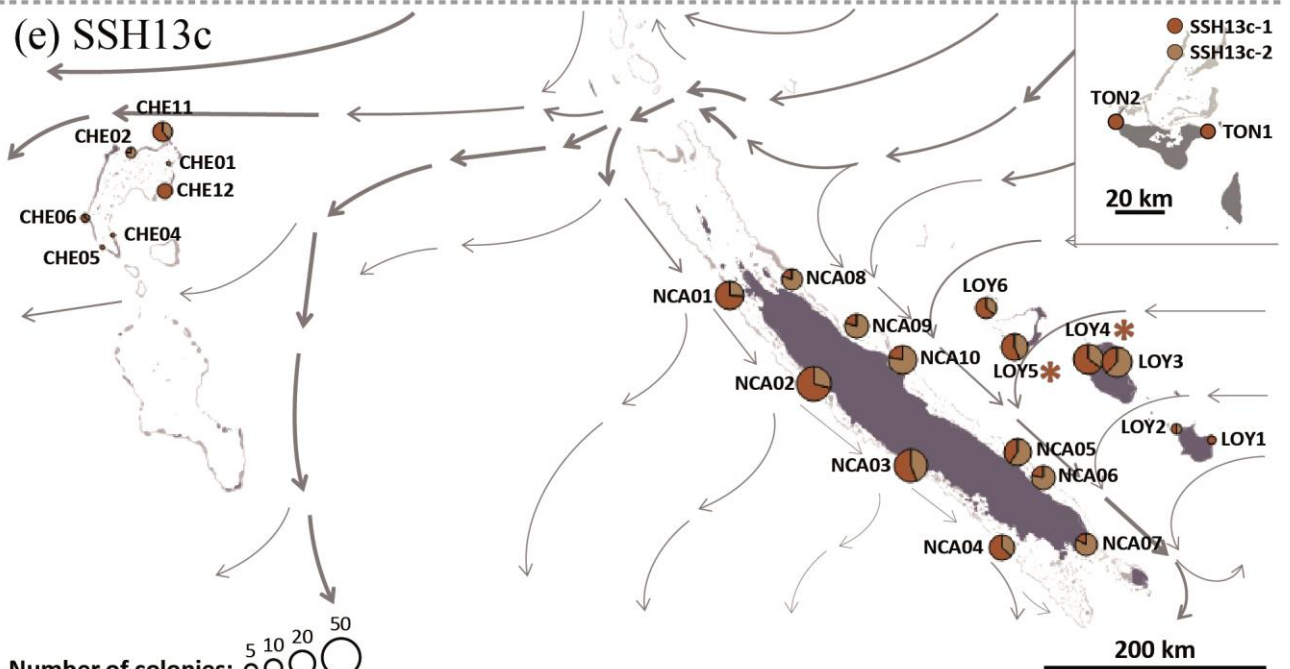 (e) SSH13c
SSH13c-1
SSH13c-2
TON2
TON1
20 km
CHE11
CHE02
CHE01
CHE12
CHE06
CHE04
CHE05
NCA08
NCA01
NCA09
NCA10
NCA02
LOY6
LOY4 *
LOY5 *
LOY3
LOY2
LOY1
NCA05
NCA03
NCA06
NCA04
NCA07
5 10 20 50
Number of colonies:
200 km